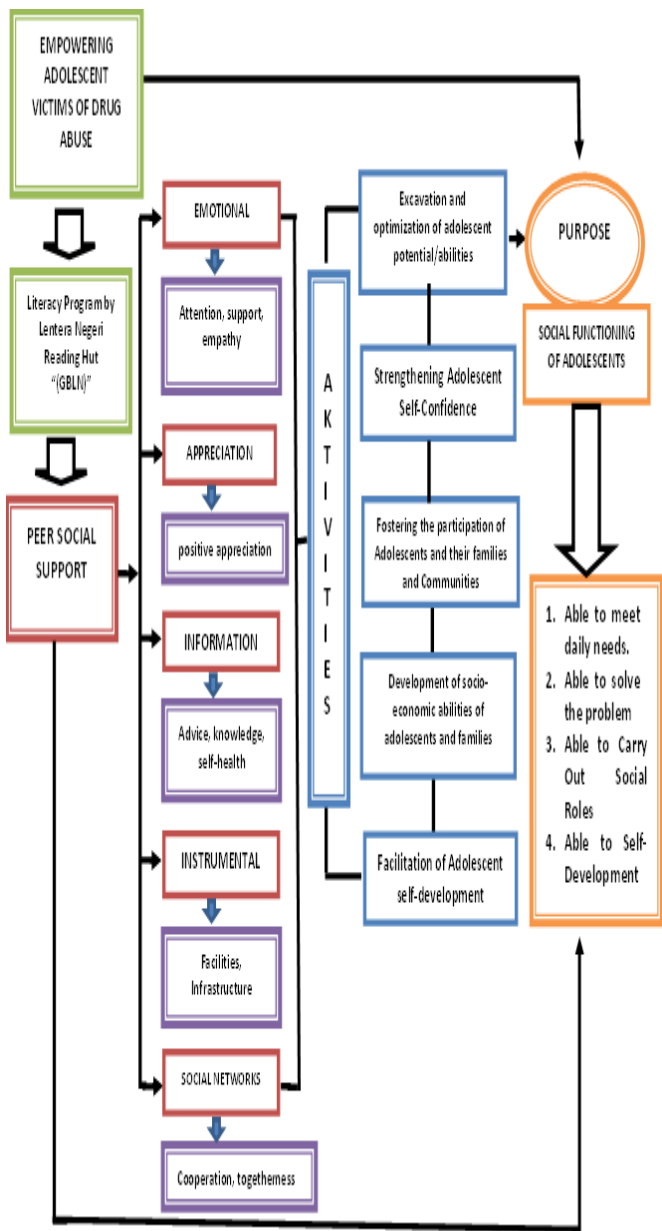 EMPOWERING
ADOLESCENT
VICTIMS OF DRUG
ABUSE
Literacy Program by
Lentera Negeri
Reading Hut
“(GBLN)”
PEER SOCIAL
SUPPORT
EMOTIONAL
Attention, support,
empathy
APPRECIATION
positive appreciation
INFORMATION
Advice, knowledge,
self-health
INSTRUMENTAL
Facilities,
Infrastructure
SOCIAL NETWORKS
Cooperation, togetherness
A
K
T
I
V
I
T
E
S
Excavation and
optimization of adolescent
potential/abilities
Strengthening Adolescent
Self-Confidence
Fostering the participation of
Adolescents and their families
and Communities
Development of socio-
economic abilities of
adolescents and families
Facilitation of Adolescent
self-development
PURPOSE
SOCIAL FUNCTIONING
OF ADOLESCENTS
1. Able to meet
daily needs.
2. Able to solve
the problem
3. Able to Carry
Out Social
Roles
4. Able to Self-
Development